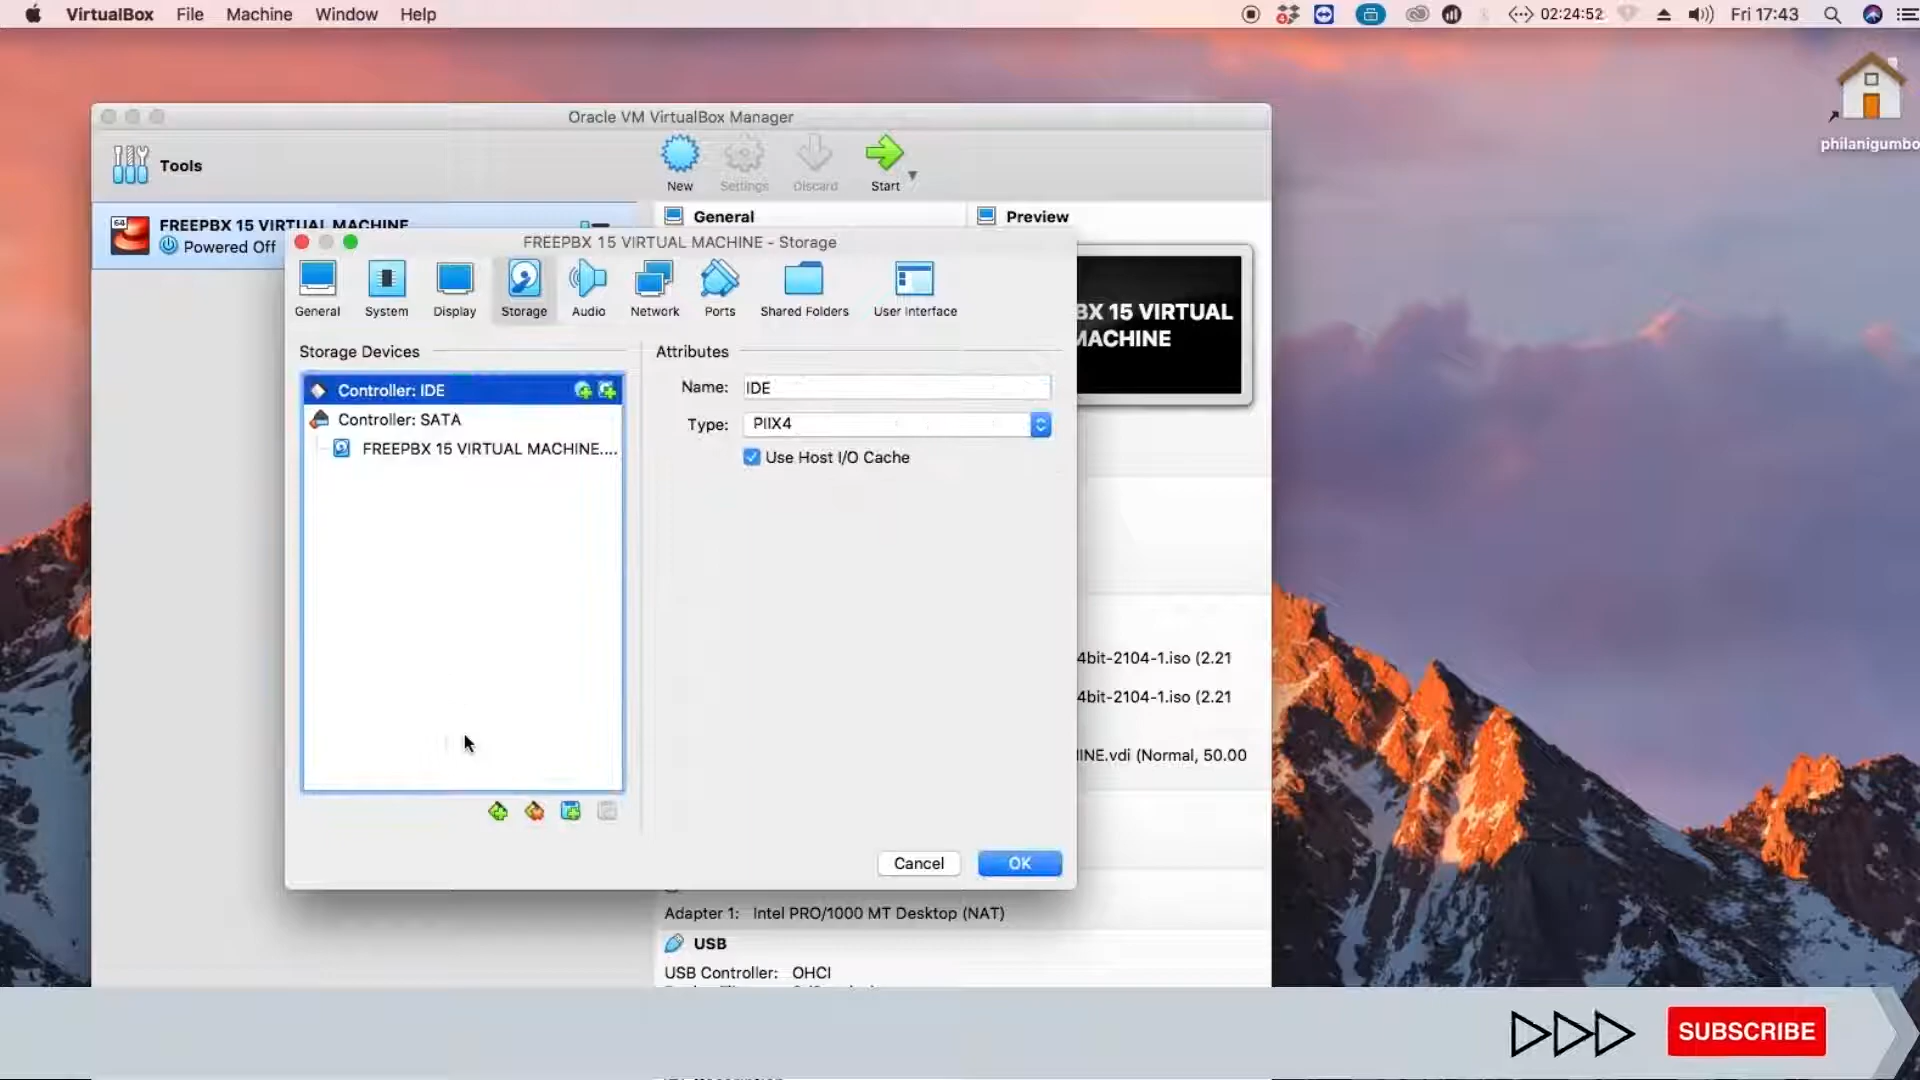 VirtualBox File Machine Window Help
02:24:52 Fri 17:43
philanigumbo
Oracle VM VirtualBox Manager
Tools
New Settings Discard Start
64
FREEPBX 15 VIRTUAL MACHINE
Powered Off
General
Preview
BX 15 VIRTUAL
MACHINE
FREEPBX 15 VIRTUAL MACHINE - Storage
General System Display Storage Audio Network Ports Shared Folders User Interface
Storage Devices
Controller: IDE
Controller: SATA
FREEPBX 15 VIRTUAL MACHINE....
Attributes
Name: IDE
Type: PIIX4
Use Host I/O Cache
4bit-2104-1.iso (2.21
4bit-2104-1.iso (2.21
INE.vdi (Normal, 50.00
Cancel OK
Adapter 1: Intel PRO/1000 MT Desktop (NAT)
USB
USB Controller: OHCI
SUBSCRIBE